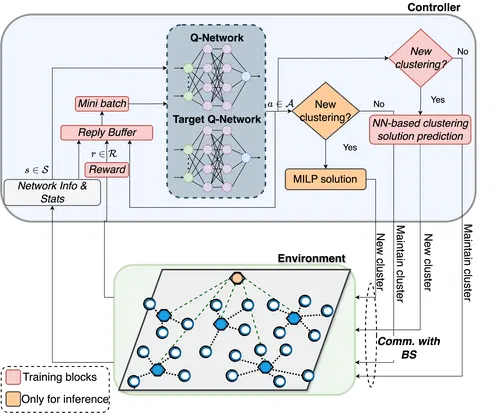 Controller
Q-Network
New
clustering?
No
Yes
Mini batch
a ∈ 𝒜
New
clustering?
No
NN-based clustering
solution prediction
Reply Buffer
Target Q-Network
Yes
s ∈ 𝒮
r ∈ ℛ
Reward
Network Info &
Stats
MILP solution
New cluster
Maintain cluster
New cluster
Maintain cluster
Environment
Comm. with
BS
Training blocks
Only for inference